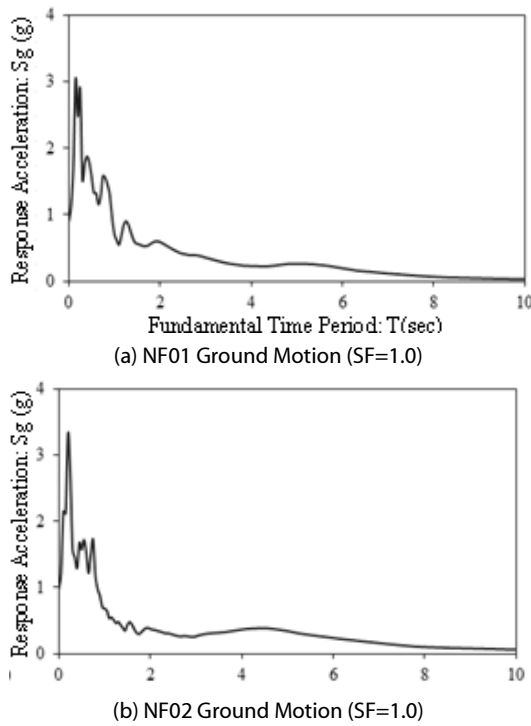 Response Acceleration: Sg (g)
4
3
2
1
0
0 2 4 6 8 10
Fundamental Time Period: T(sec)
(a) NF01 Ground Motion (SF=1.0)
Response Acceleration: Sg (g)
4
3
2
1
0
0 2 4 6 8 10
(b) NF02 Ground Motion (SF=1.0)